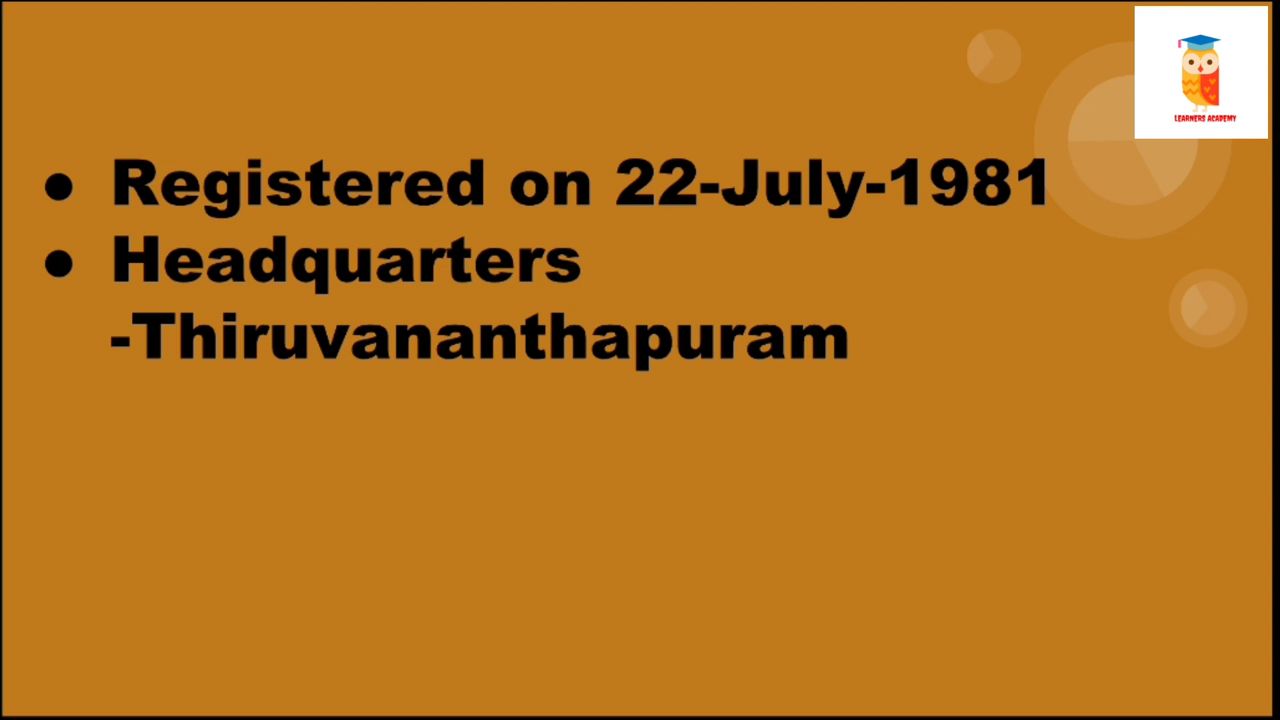 LEARNERS ACADEMY
● Registered on 22-July-1981
● Headquarters
-Thiruvananthapuram